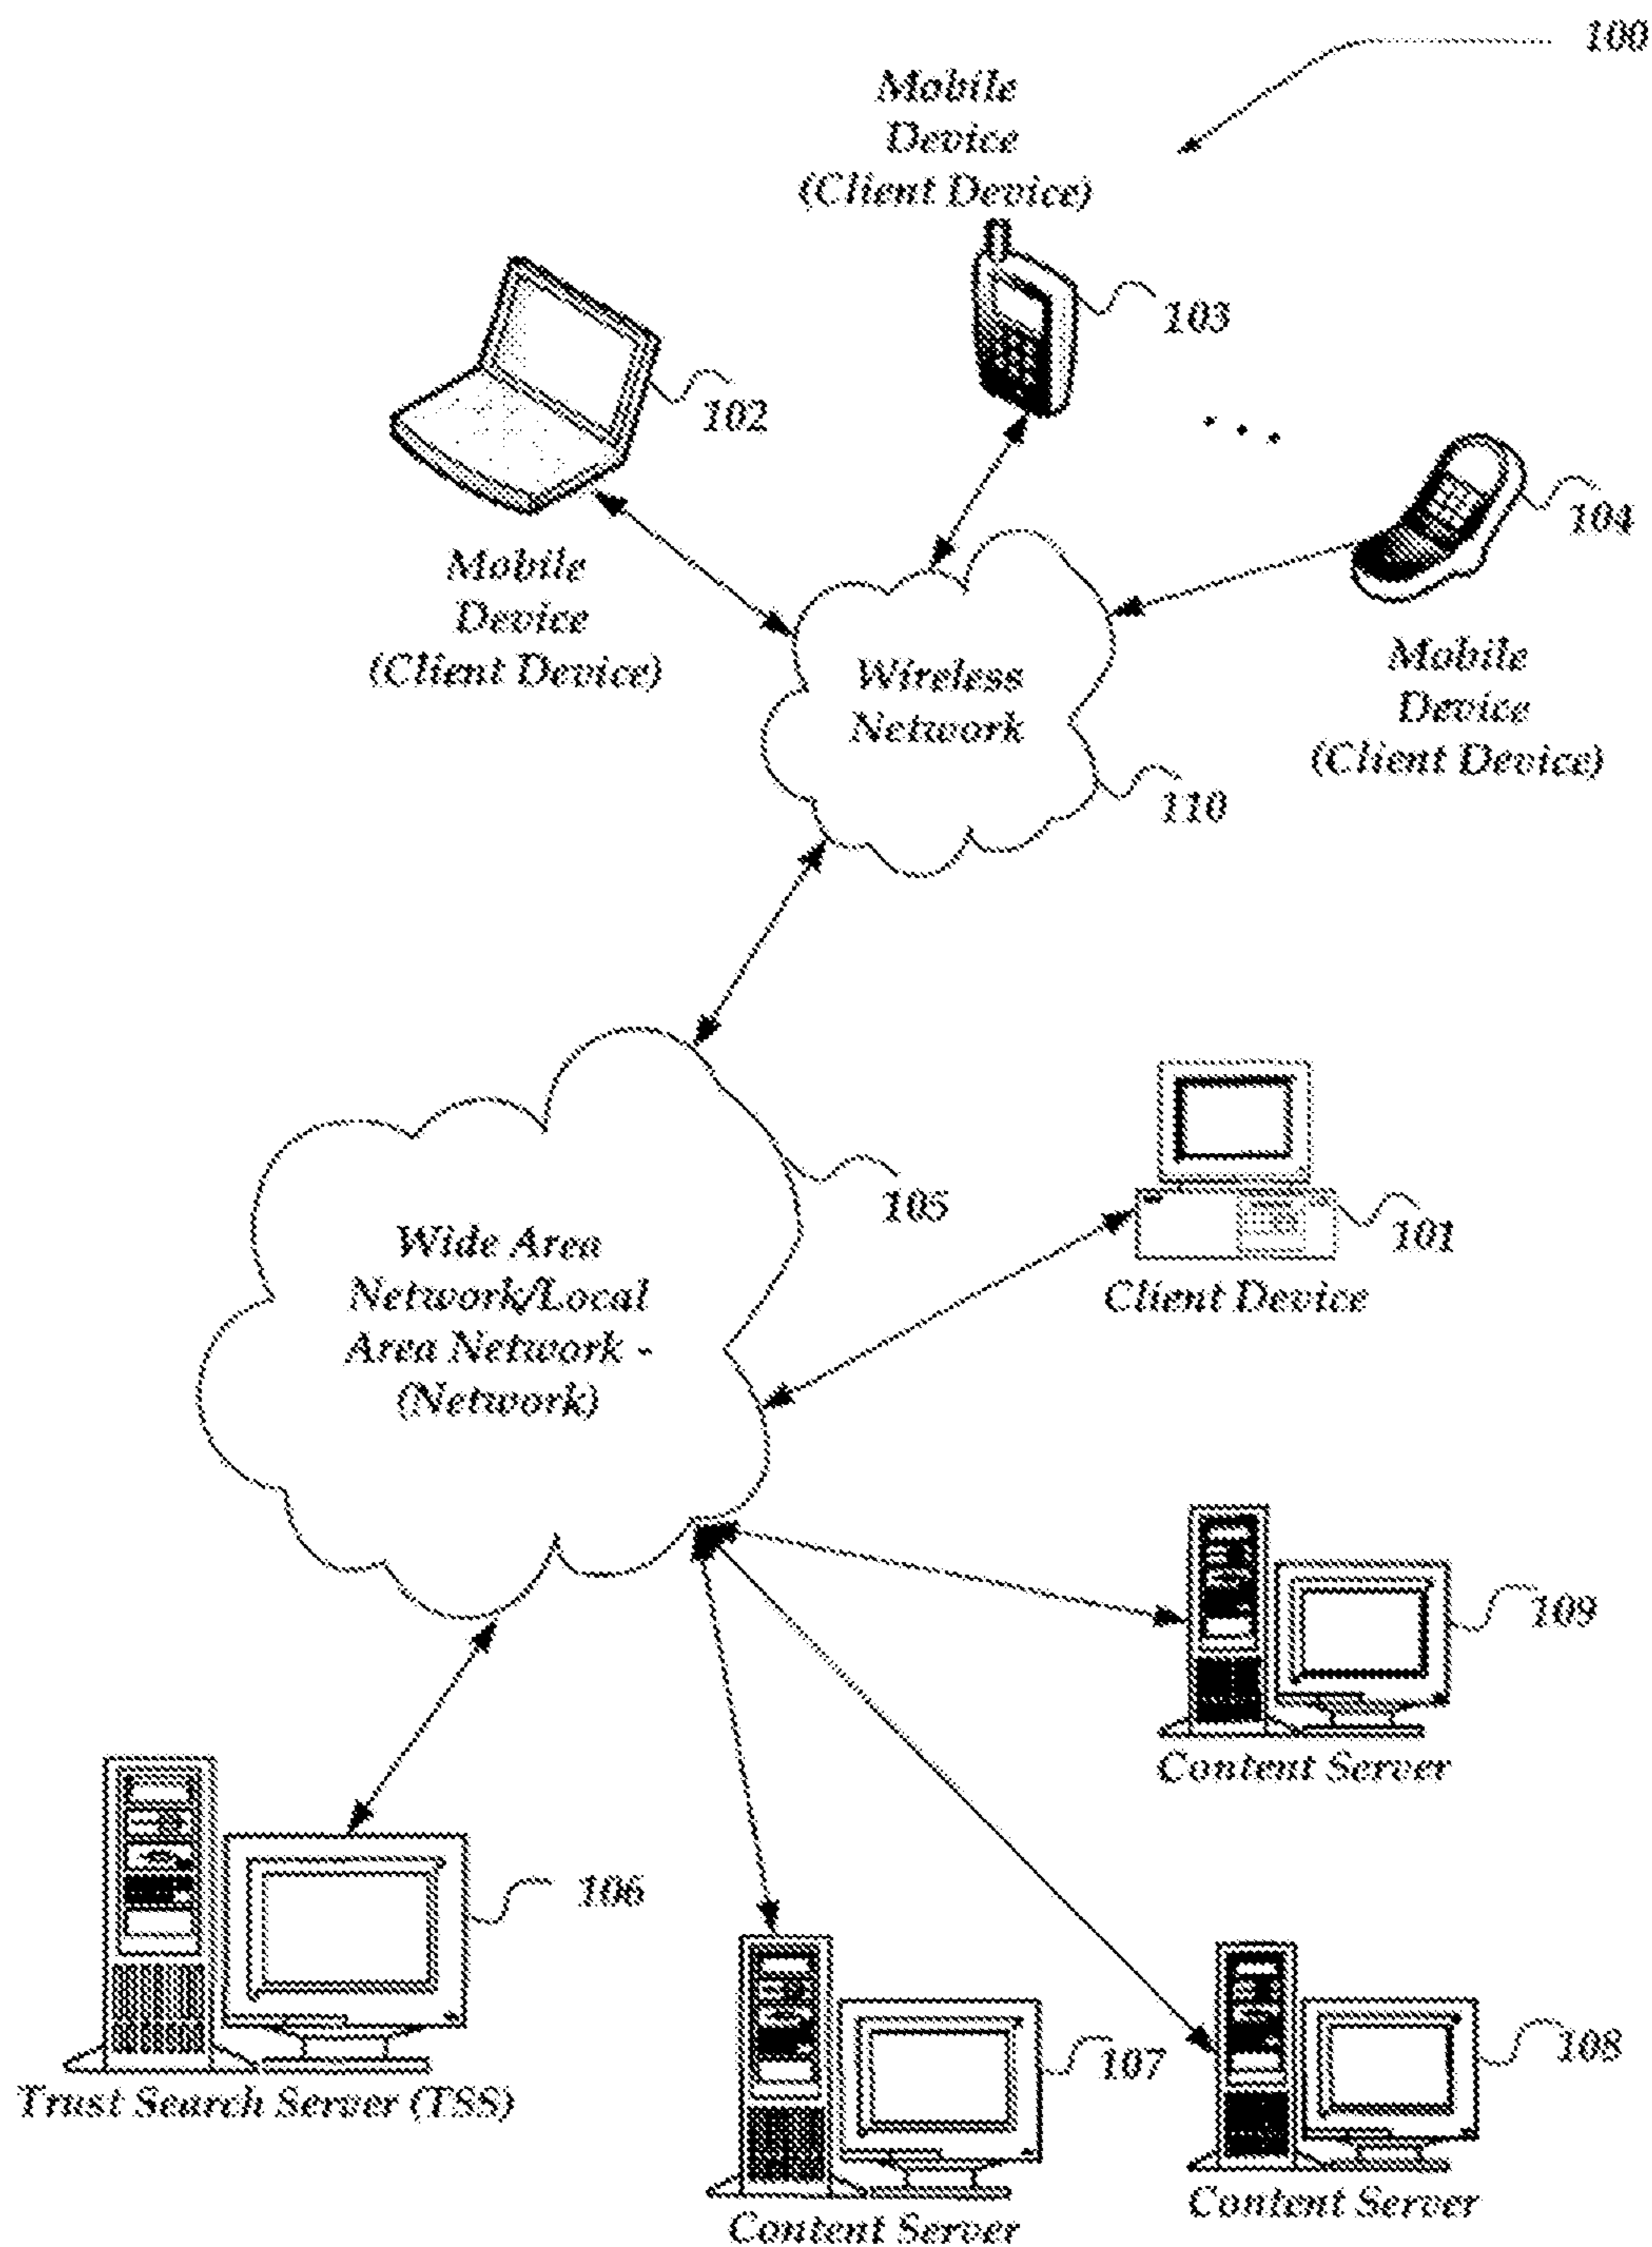 100
Mobile
Device
(Client Device)
103
102
104
Mobile
Device
(Client Device)
Wireless
Network
Mobile
Device
(Client Device)
110
105
101
Client Device
Wide Area
Network/Local
Area Network -
(Network)
109
Content Server
106
Trust Search Server (TSS)
107
Content Server
108
Content Server